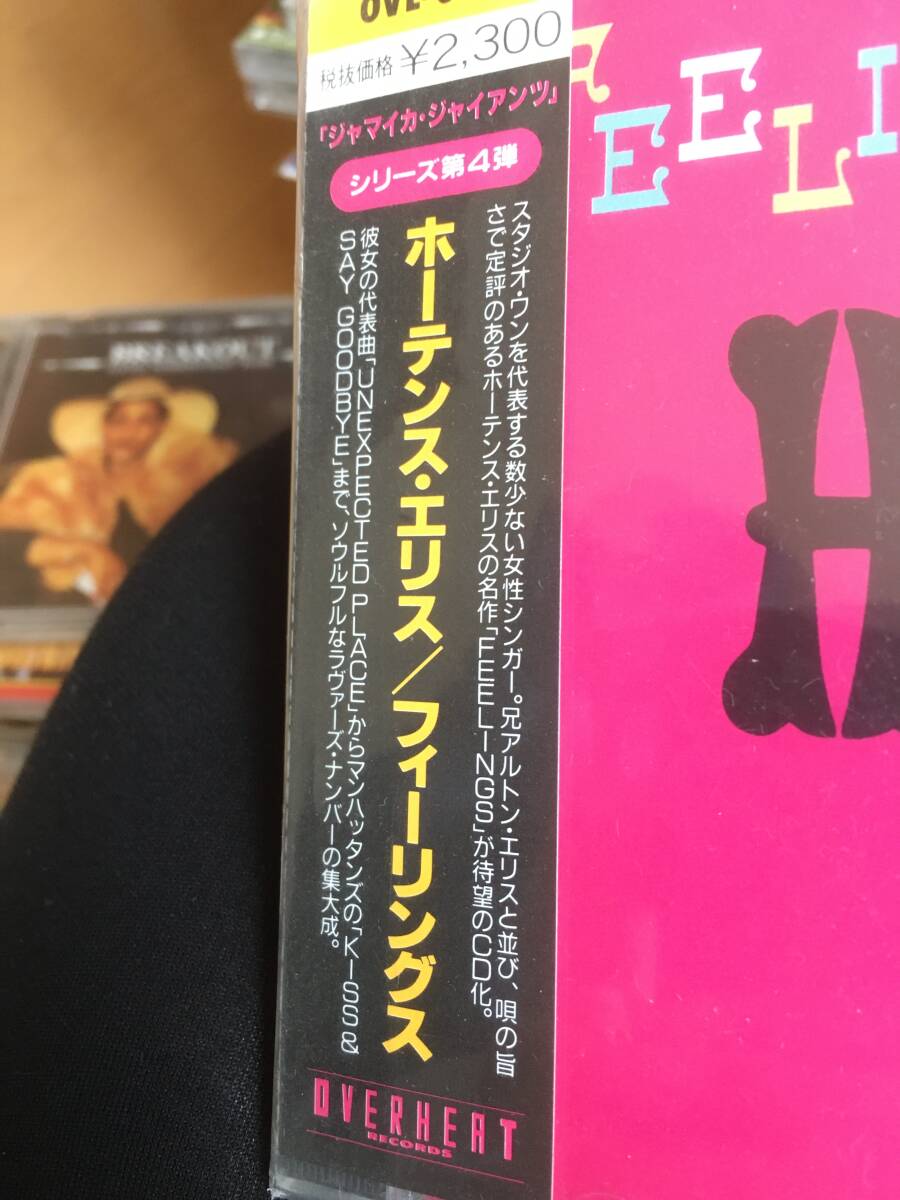 税抜価格 ¥2,300
「ジャマイカ・ジャイアンツ」
シリーズ第4弾
スタジオ・ワンを代表する数少ない女性シンガー。兄アルトン・エリスと並び、唄の旨
さで定評のあるホーテンス・エリスの名作「FEELINGS」が待望のCD化。
ホーテンス・エリス/フィーリングス
彼女の代表曲「UNEXPECTED PLACE」からマンハッタンズの「KISS &
SAY GOODBYE」まで、ソウルフルなラヴァーズ・ナンバーの集大成。
OVERHEAT
RECORDS
BREAKOUT